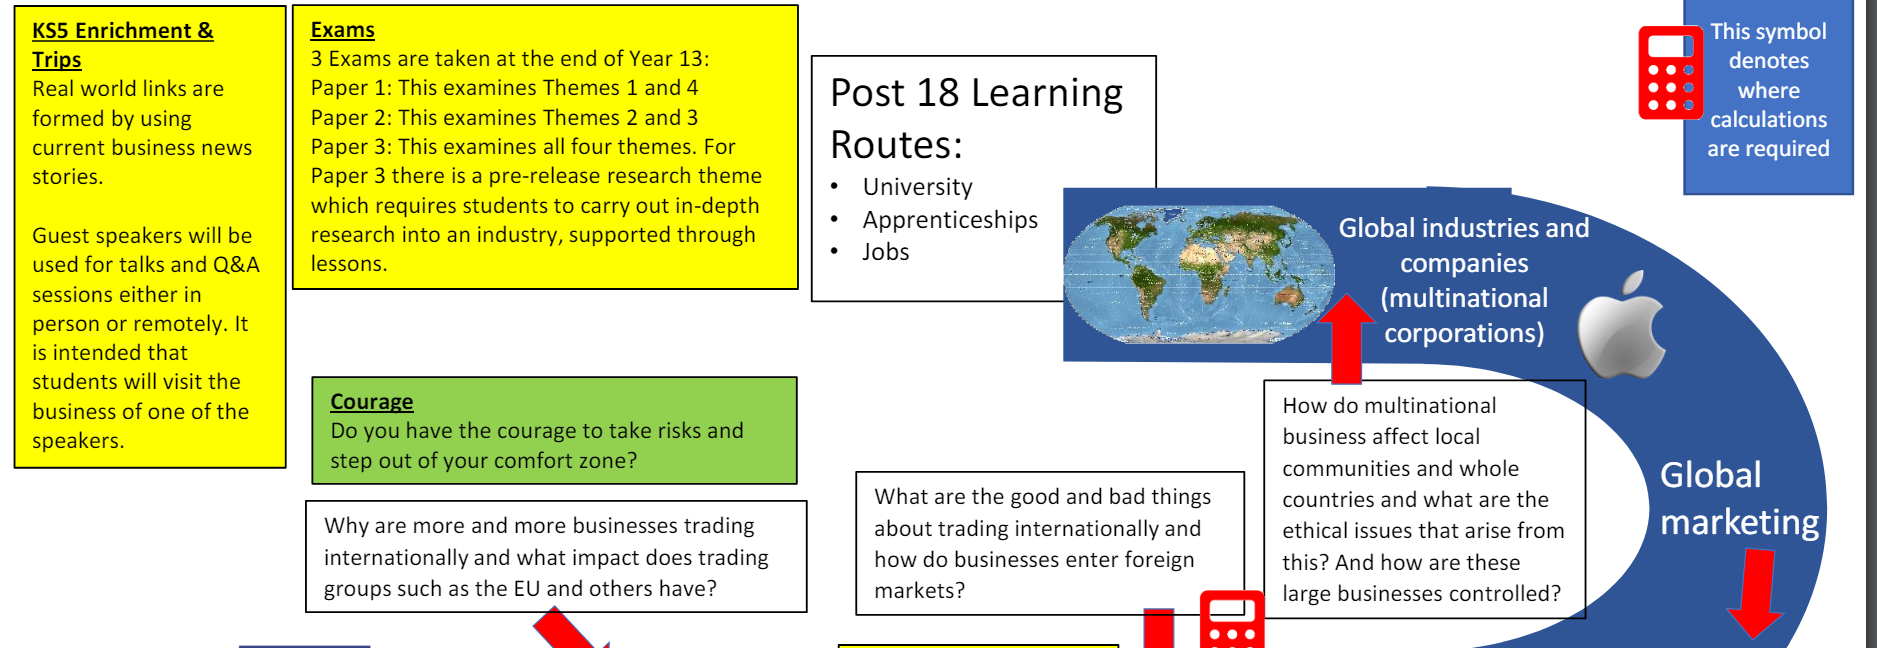 KS5 Enrichment &
Trips
Real world links are
formed by using
current business news
stories.
Guest speakers will be
used for talks and Q&A
sessions either in
person or remotely. It
is intended that
students will visit the
business of one of the
speakers.
Exams
3 Exams are taken at the end of Year 13:
Paper 1: This examines Themes 1 and 4
Paper 2: This examines Themes 2 and 3
Paper 3: This examines all four themes. For
Paper 3 there is a pre-release research theme
which requires students to carry out in-depth
research into an industry, supported through
lessons.
Post 18 Learning
Routes:
• University
• Apprenticeships
• Jobs
This symbol
denotes
where
calculations
are required
Global industries and
companies
(multinational
corporations)
Courage
Do you have the courage to take risks and
step out of your comfort zone?
Why are more and more businesses trading
internationally and what impact does trading
groups such as the EU and others have?
What are the good and bad things
about trading internationally and
how do businesses enter foreign
markets?
How do multinational
business affect local
communities and whole
countries and what are the
ethical issues that arise from
this? And how are these
large businesses controlled?
Global
marketing